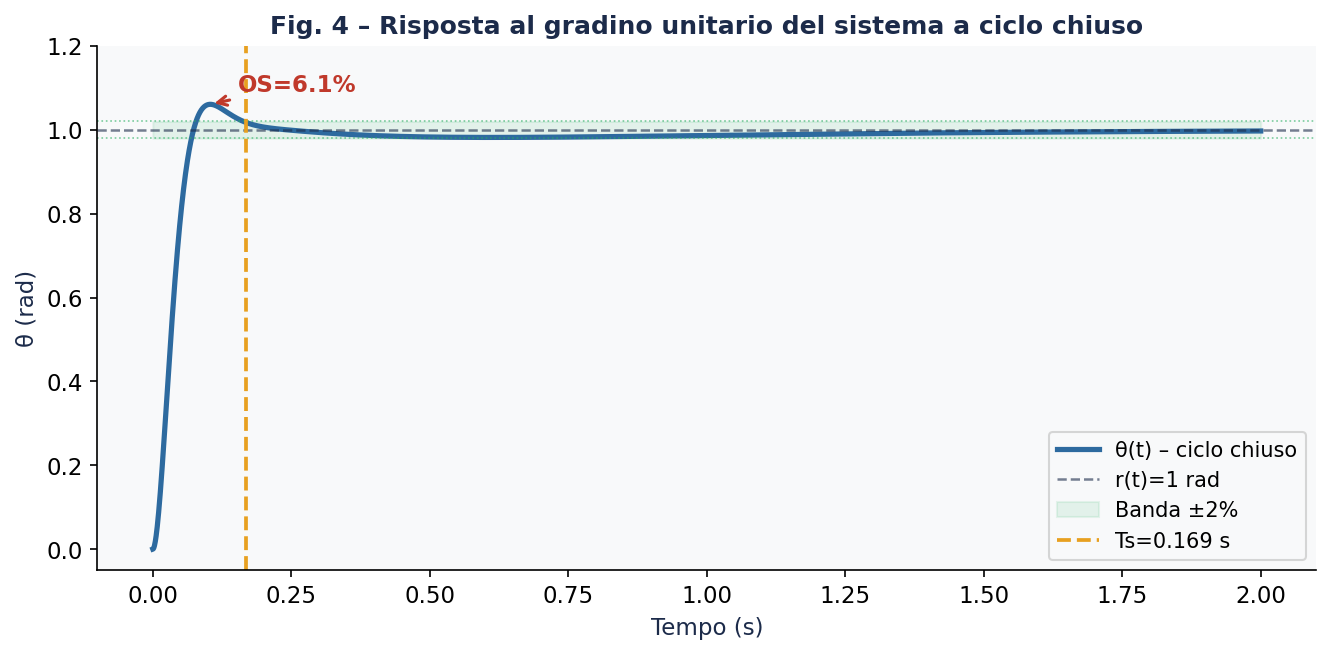 Fig. 4 – Risposta al gradino unitario del sistema a ciclo chiuso
1.2
1.0
0.8
0.6
0.4
0.2
0.0
θ (rad)
OS=6.1%
θ(t) – ciclo chiuso
r(t)=1 rad
Banda ±2%
Ts=0.169 s
0.00 0.25 0.50 0.75 1.00 1.25 1.50 1.75 2.00
Tempo (s)